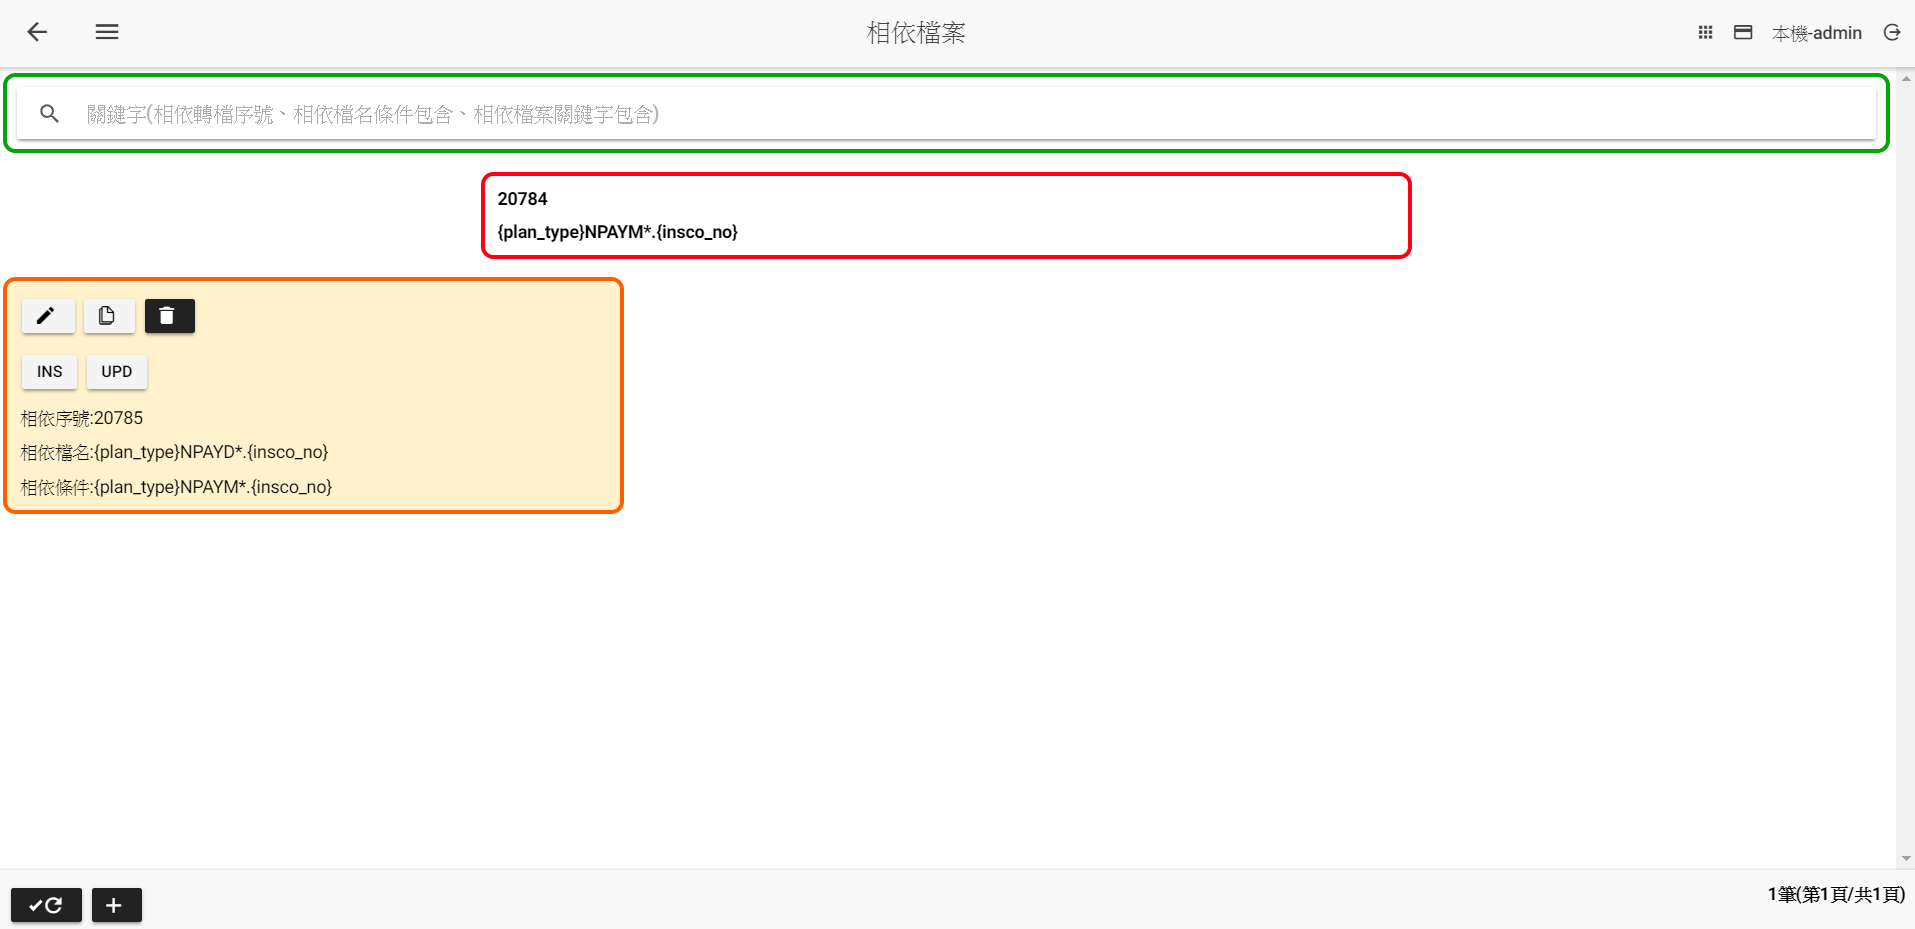 相依檔案
本機-admin
關鍵字(相依轉檔序號、相依檔名條件包含、相依檔案關鍵字包含)
20784
{plan_type}NPAYM*.{insco_no}
INS UPD
相依序號:20785
相依檔名:{plan_type}NPAYD*.{insco_no}
相依條件:{plan_type}NPAYM*.{insco_no}
1筆(第1頁/共1頁)